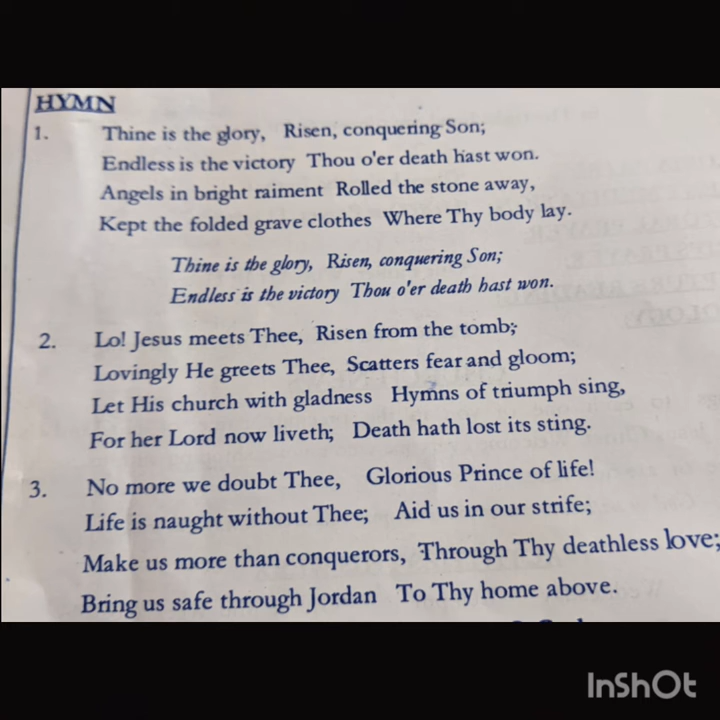 HYMN
1. Thine is the glory, Risen, conquering Son;
Endless is the victory Thou o'er death hast won.
Angels in bright raiment Rolled the stone away,
Kept the folded grave clothes Where Thy body lay.
Thine is the glory, Risen, conquering Son;
Endless is the victory Thou o'er death hast won.
2. Lo! Jesus meets Thee, Risen from the tomb;
Lovingly He greets Thee, Scatters fear and gloom;
Let His church with gladness Hymns of triumph sing,
For her Lord now liveth; Death hath lost its sting.
3. No more we doubt Thee, Glorious Prince of life!
Life is naught without Thee; Aid us in our strife;
Make us more than conquerors, Through Thy deathless love;
Bring us safe through Jordan To Thy home above.
InShOt